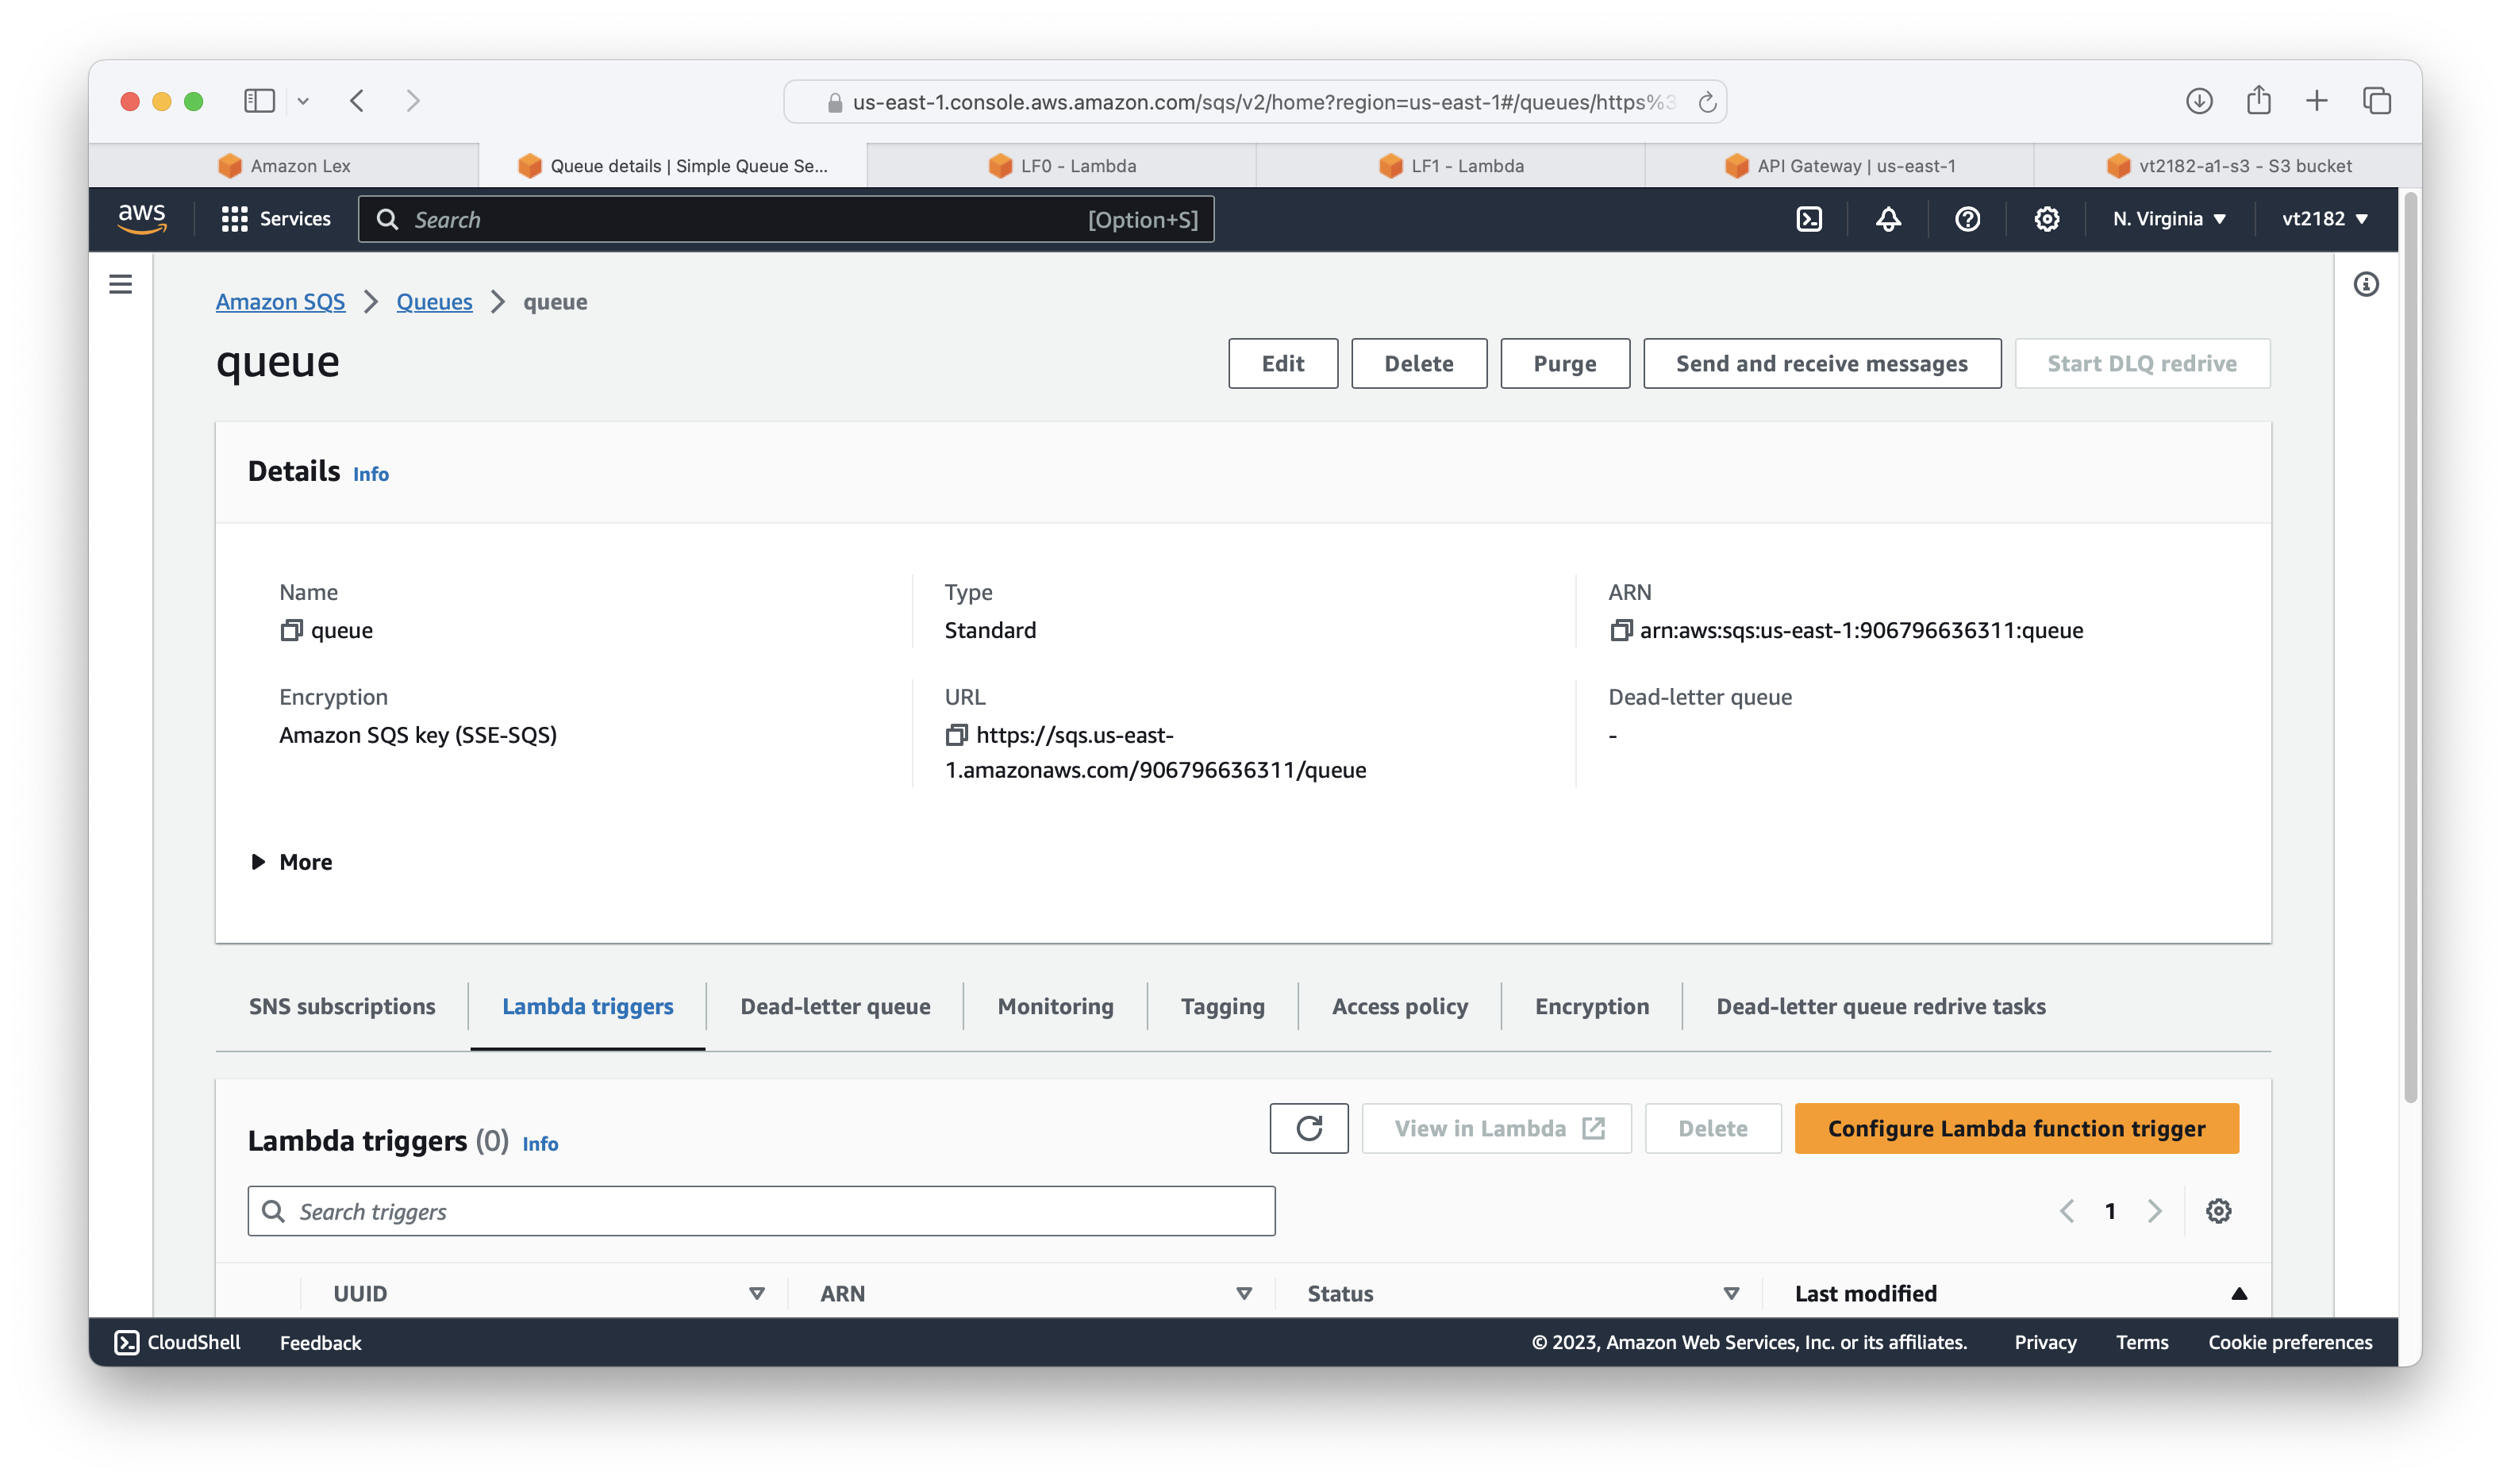 us-east-1.console.aws.amazon.com/sqs/v2/home?region=us-east-1#/queues/https%3
Amazon Lex
Queue details | Simple Queue Se...
LF0 - Lambda
LF1 - Lambda
API Gateway | us-east-1
vt2182-a1-s3 - S3 bucket
aws
Services
Search
[Option+S]
N. Virginia
vt2182
Amazon SQS
Queues
queue
queue
Edit
Delete
Purge
Send and receive messages
Start DLQ redrive
Details Info
Name
queue
Type
Standard
ARN
arn:aws:sqs:us-east-1:906796636311:queue
Encryption
Amazon SQS key (SSE-SQS)
URL
https://sqs.us-east-
1.amazonaws.com/906796636311/queue
Dead-letter queue
-
More
SNS subscriptions
Lambda triggers
Dead-letter queue
Monitoring
Tagging
Access policy
Encryption
Dead-letter queue redrive tasks
Lambda triggers (0) Info
View in Lambda
Delete
Configure Lambda function trigger
Search triggers
1
UUID
ARN
Status
Last modified
CloudShell
Feedback
© 2023, Amazon Web Services, Inc. or its affiliates.
Privacy
Terms
Cookie preferences